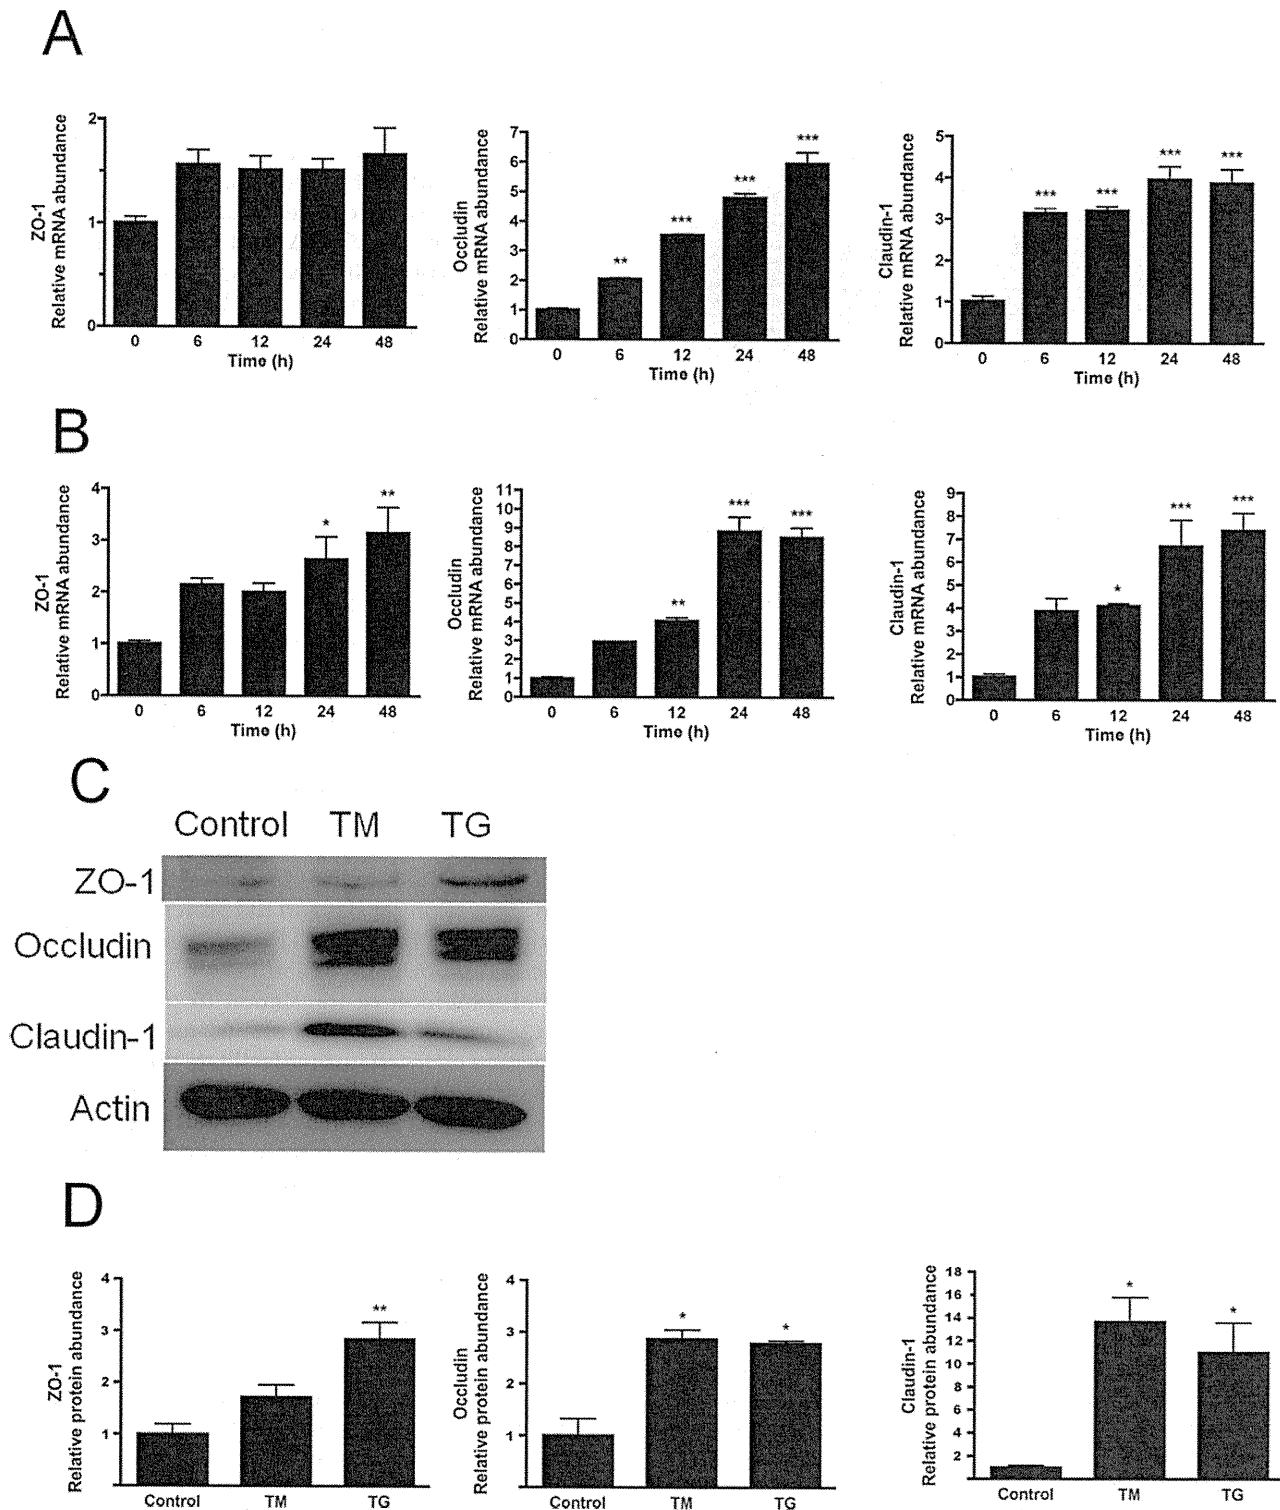 A
ZO-1
Relative mRNA abundance
2
1
0
0 6 12 24 48
Time (h)
Occludin
Relative mRNA abundance
7
6
5
4
3
2
1
0
** *** *** ***
0 6 12 24 48
Time (h)
Claudin-1
Relative mRNA abundance
5
4
3
2
1
0
*** *** *** ***
0 6 12 24 48
Time (h)
B
ZO-1
Relative mRNA abundance
4
3
2
1
0
* **
0 6 12 24 48
Time (h)
Occludin
Relative mRNA abundance
11
10
9
8
7
6
5
4
3
2
1
0
** *** ***
0 6 12 24 48
Time (h)
Claudin-1
Relative mRNA abundance
9
8
7
6
5
4
3
2
1
0
* *** ***
0 6 12 24 48
Time (h)
C
Control TM TG
ZO-1
Occludin
Claudin-1
Actin
D
ZO-1
Relative protein abundance
4
3
2
1
**
Control TM TG
Occludin
Relative protein abundance
4
3
2
1
* *
Control TM TG
Claudin-1
Relative protein abundance
18
16
14
12
10
8
6
4
2
* *
Control TM TG